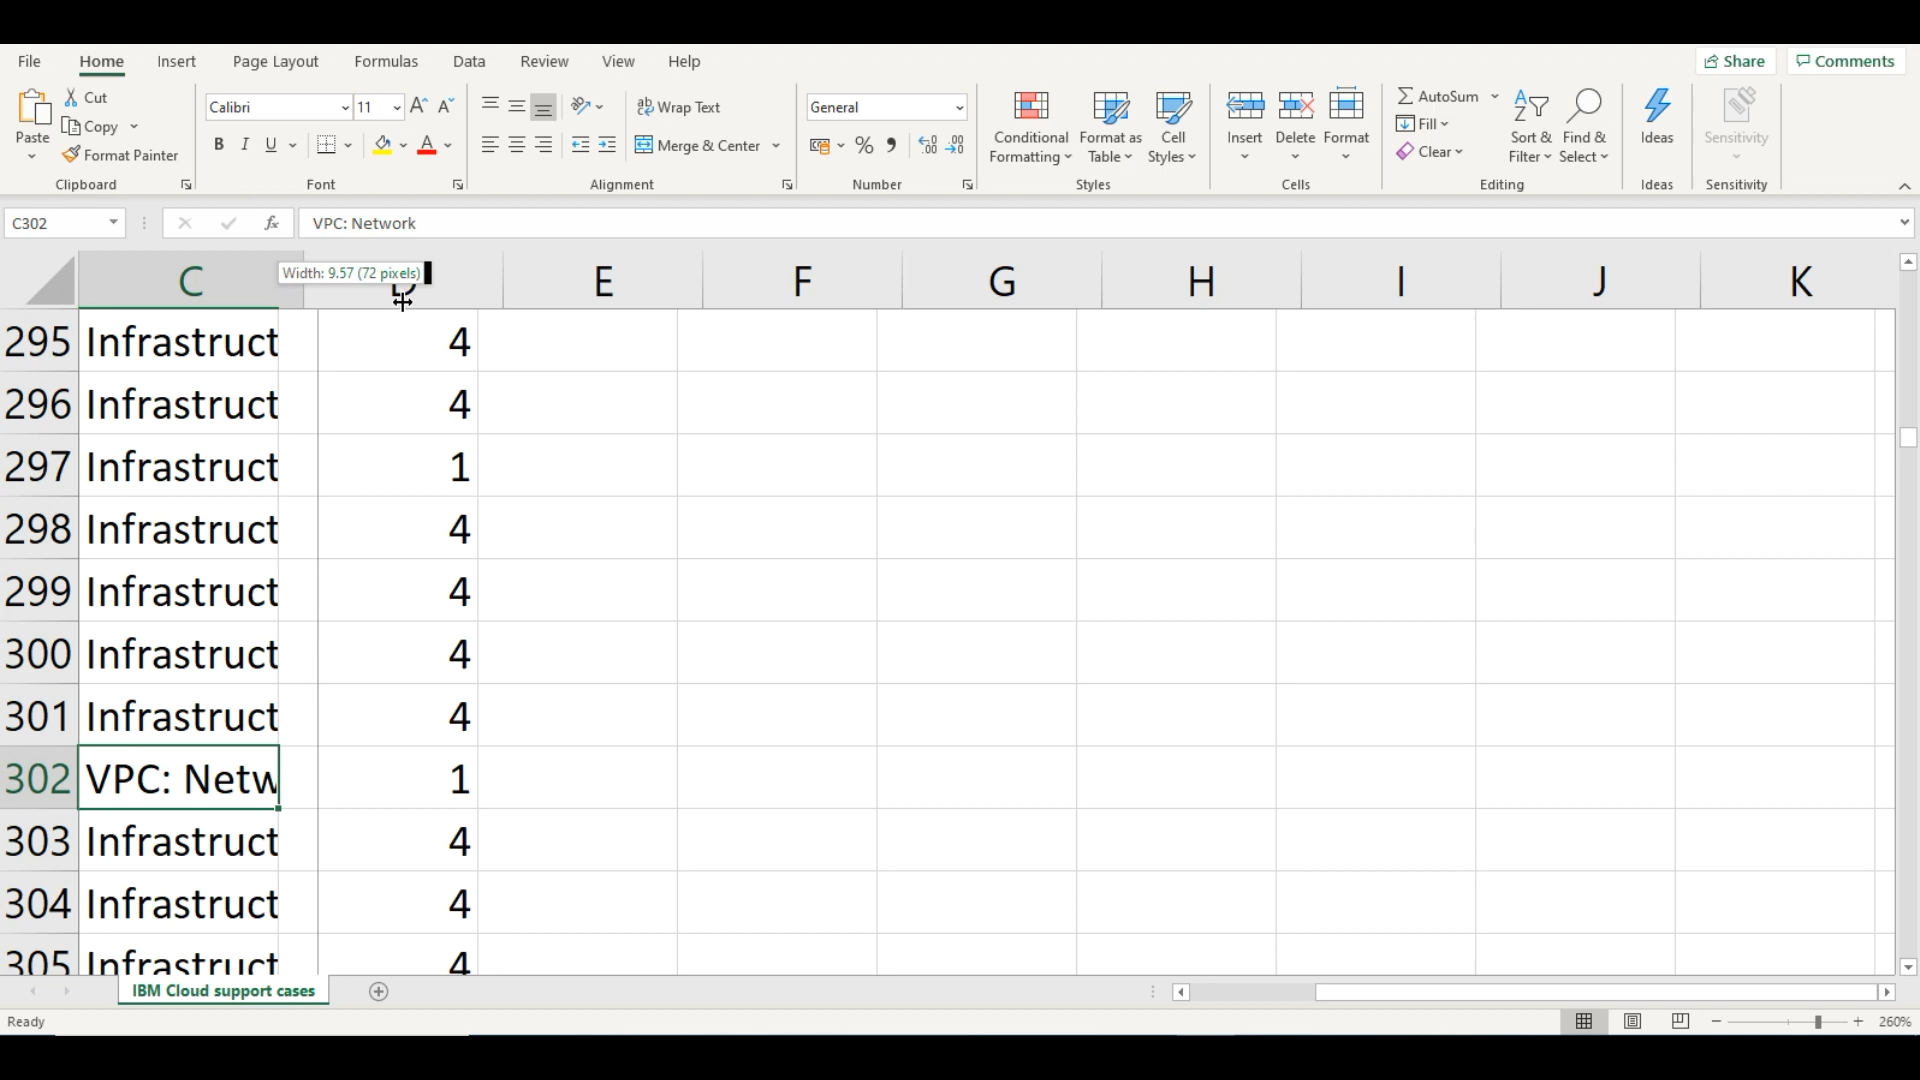 File Home Insert Page Layout Formulas Data Review View Help Share Comments
Paste Cut Copy Format Painter Clipboard
Calibri 11 A A B I U A Font
ab Wrap Text Merge & Center Alignment
General % 9 .00 .00 Number
Conditional Formatting Format as Table Cell Styles Styles
Insert Delete Format Cells
AutoSum Fill Clear Sort & Filter Find & Select Editing
Ideas Ideas
Sensitivity Sensitivity
C302 fx VPC: Network
C Width: 9.57 (72 pixels) E F G H I J K
295 Infrastruct 4
296 Infrastruct 4
297 Infrastruct 1
298 Infrastruct 4
299 Infrastruct 4
300 Infrastruct 4
301 Infrastruct 4
302 VPC: Netw 1
303 Infrastruct 4
304 Infrastruct 4
305 Infrastruct 4
IBM Cloud support cases
Ready 260%